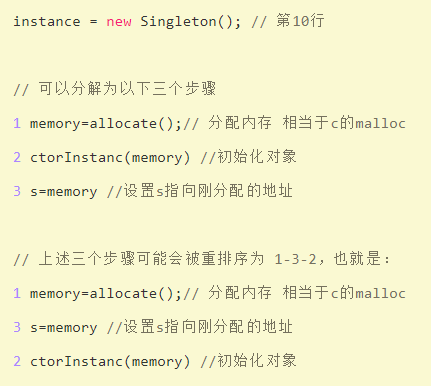 instance = new Singleton(); // 第10行
// 可以分解为以下三个步骤
1 memory=allocate();// 分配内存 相当于c的malloc
2 ctorInstanc(memory) //初始化对象
3 s=memory //设置s指向刚分配的地址
// 上述三个步骤可能会被重排序为 1-3-2，也就是：
1 memory=allocate();// 分配内存 相当于c的malloc
3 s=memory //设置s指向刚分配的地址
2 ctorInstanc(memory) //初始化对象